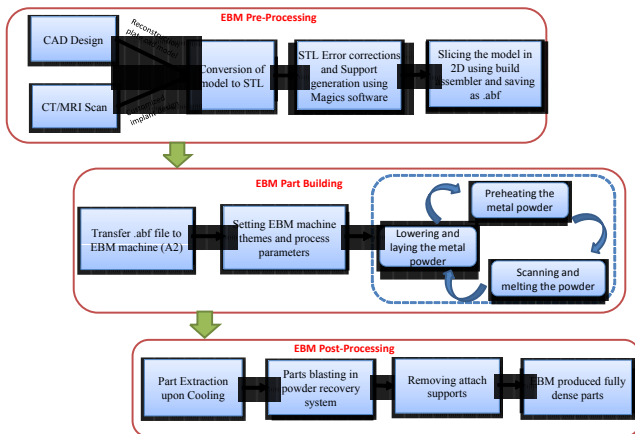 EBM Pre-Processing
CAD Design
CT/MRI Scan
Customized
implant design
Conversion of
model to STL
STL Error corrections
and Support
generation using
Magics software
Slicing the model in
2D using build
assembler and saving
as .abf
EBM Part Building
Transfer .abf file to
EBM machine (A2)
Setting EBM machine
themes and process
parameters
Preheating the
metal powder
Lowering and
laying the metal
powder
Scanning and
melting the powder
EBM Post-Processing
Part Extraction
upon Cooling
Parts blasting in
powder recovery
system
Removing attach
supports
EBM produced fully
dense parts